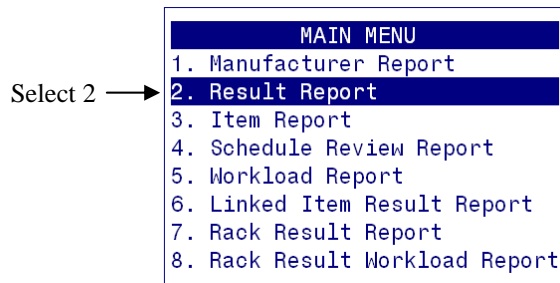 MAIN MENU
1. Manufacturer Report
Select 2 2. Result Report
3. Item Report
4. Schedule Review Report
5. Workload Report
6. Linked Item Result Report
7. Rack Result Report
8. Rack Result Workload Report